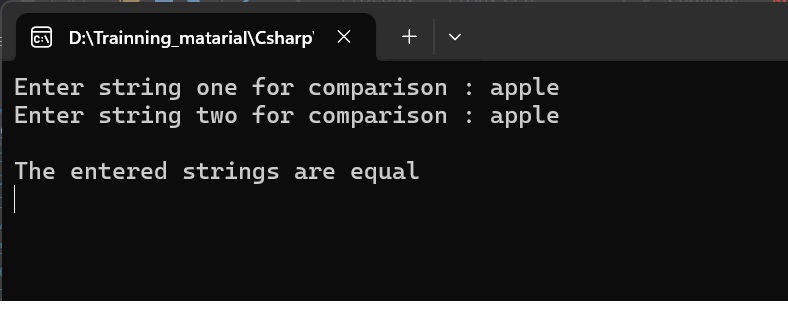 D:\Trainning_matarial\Csharp\
Enter string one for comparison : apple
Enter string two for comparison : apple
The entered strings are equal